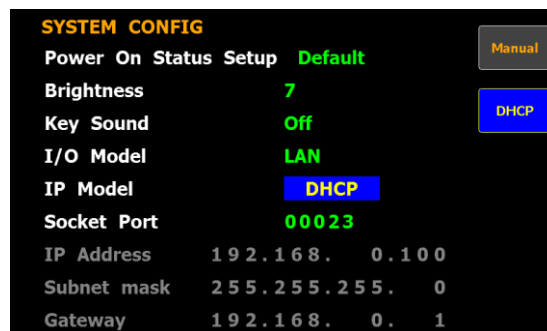 SYSTEM CONFIG
Power On Status Setup Default
Manual
Brightness 7
DHCP
Key Sound Off
I/O Model LAN
IP Model DHCP
Socket Port 00023
IP Address 192.168. 0.100
Subnet mask 255.255.255. 0
Gateway 192.168. 0. 1